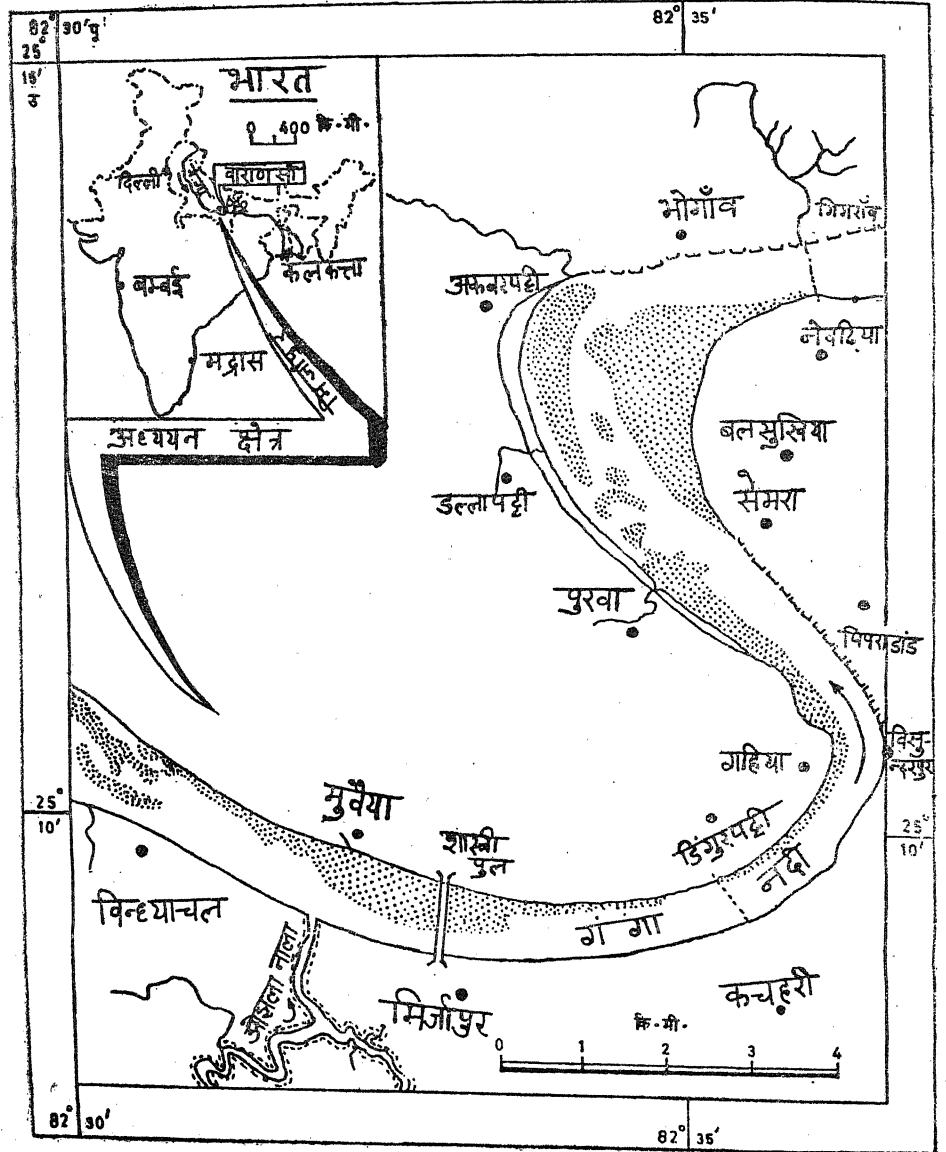 82° 30' पू॰
82° 35'
25°
15'
उ
भारत
0 400 कि॰मी॰
दिल्ली
वाराणसी
कलकत्ता
बम्बई
मद्रास
अध्ययन क्षेत्र
भोगाँव
अकबरपट्टी
नेवढ़िया
बलसुखिया
सेमरा
डल्लापट्टी
पुरवा
पिपराडांड
विसु-
न्दरपुर
गहिया
मुवैया
शास्त्री
पुल
डिंगुरपट्टी
25°
10'
25°
10'
विन्ध्याचल
गंगा
नदी
नाला
मिर्जापुर
कचहरी
कि॰मी॰
0 1 2 3 4
82° 30'
82° 35'